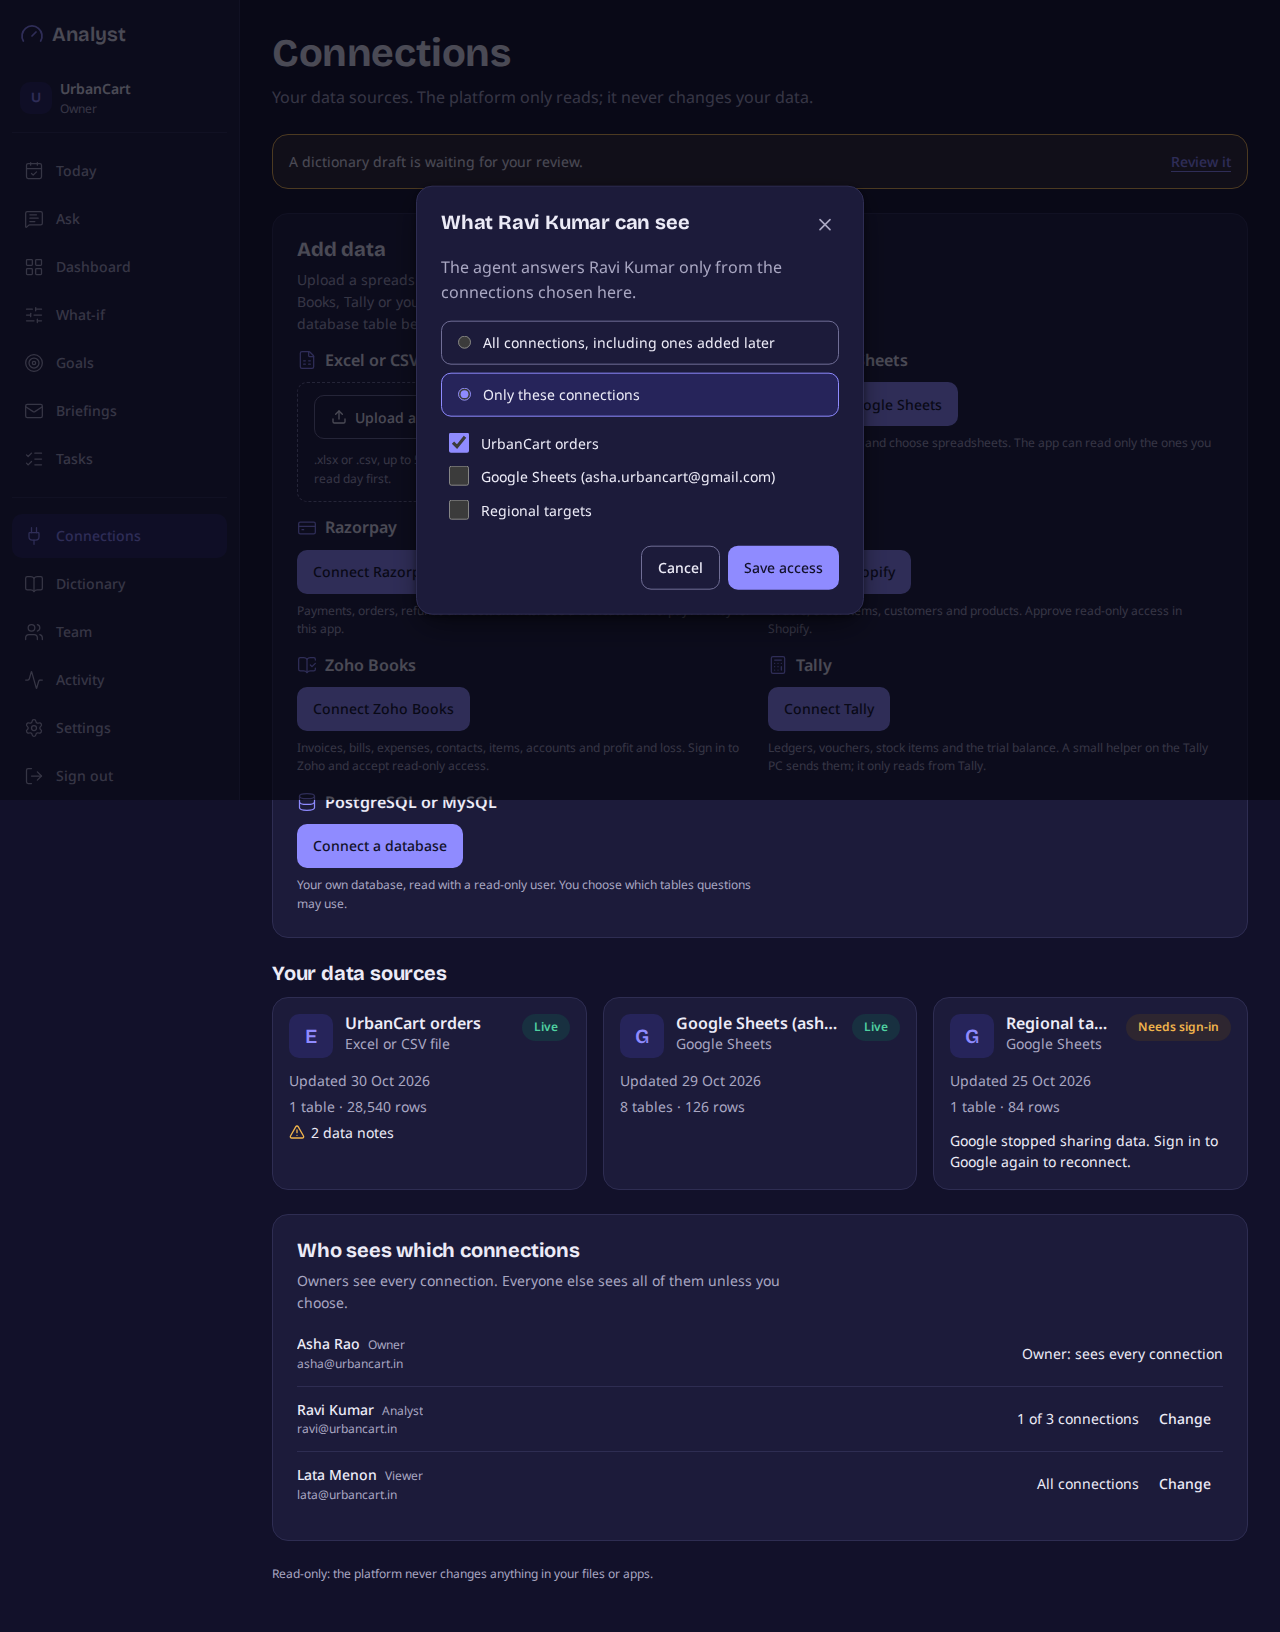 Analyst
U
UrbanCart
Owner
Today
Ask
Dashboard
What-if
Goals
Briefings
Tasks
Connections
Dictionary
Team
Activity
Settings
Sign out
Connections
Your data sources. The platform only reads; it never changes your data.
A dictionary draft is waiting for your review.
Review it
Add data
Upload a
Books, Tally or
database table
What Ravi Kumar can see
The agent answers Ravi Kumar only from the
connections chosen here.
All connections, including ones added later
Only these connections
UrbanCart orders
Google Sheets (asha.urbancart@gmail.com)
Regional targets
Cancel
Save access
Excel or CSV
Upload a
.xlsx or .csv, up to
read day first.
Sheets
Google Sheets
and choose spreadsheets. The app can read only the ones you
Razorpay
Connect
Payments, orders,
this app.
items, customers and products. Approve read-only access in
Shopify.
Zoho Books
Connect Zoho Books
Invoices, bills, expenses, contacts, items, accounts and profit and loss. Sign in to
Zoho and accept read-only access.
Tally
Connect Tally
Ledgers, vouchers, stock items and the trial balance. A small helper on the Tally
PC sends them; it only reads from Tally.
PostgreSQL or MySQL
Connect a database
Your own database, read with a read-only user. You choose which tables questions
may use.
Your data sources
E
UrbanCart orders
Live
Excel or CSV file
Updated 30 Oct 2026
1 table · 28,540 rows
2 data notes
G
Google Sheets (ash...
Live
Google Sheets
Updated 29 Oct 2026
8 tables · 126 rows
G
Regional ta...
Needs sign-in
Google Sheets
Updated 25 Oct 2026
1 table · 84 rows
Google stopped sharing data. Sign in to
Google again to reconnect.
Who sees which connections
Owners see every connection. Everyone else sees all of them unless you
choose.
Asha Rao Owner
asha@urbancart.in
Owner: sees every connection
Ravi Kumar Analyst
ravi@urbancart.in
1 of 3 connections
Change
Lata Menon Viewer
lata@urbancart.in
All connections
Change
Read-only: the platform never changes anything in your files or apps.